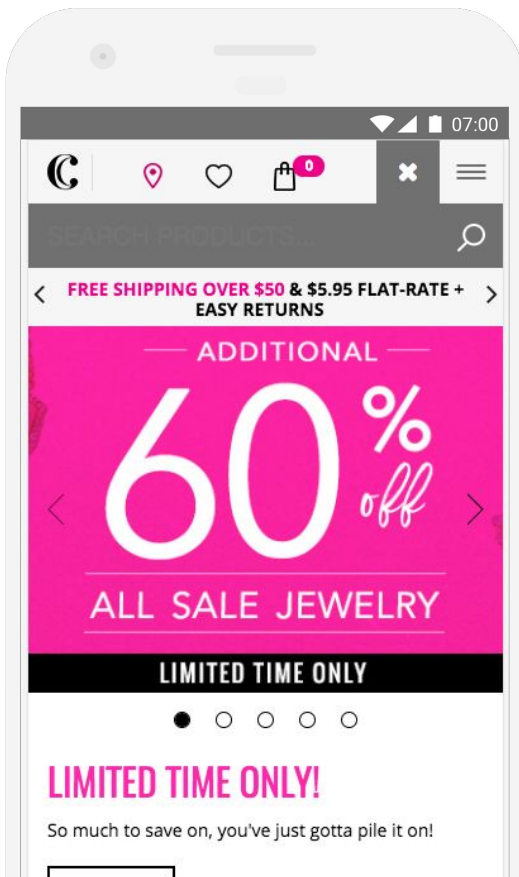 07:00
0
SEARCH PRODUCTS...
FREE SHIPPING OVER $50 & $5.95 FLAT-RATE +
EASY RETURNS
ADDITIONAL
60%
off
ALL SALE JEWELRY
LIMITED TIME ONLY
LIMITED TIME ONLY!
So much to save on, you've just gotta pile it on!